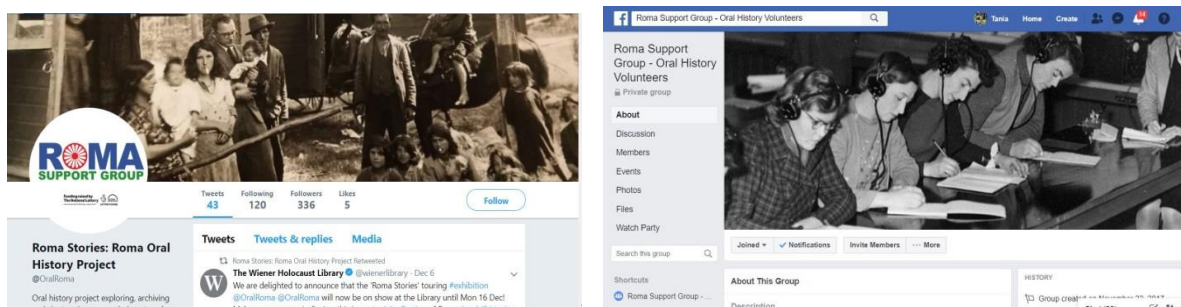 ROMA
SUPPORT GROUP
Tweets Following Followers Likes
43 120 336 5
Follow
Roma Stories: Roma Oral
History Project
@OralRoma
Oral history project exploring, archiving
Tweets Tweets & replies Media
Roma Stories: Roma Oral History Project Retweeted
The Wiener Holocaust Library @wienerlibrary · Dec 6
We are delighted to announce that the 'Roma Stories' touring #exhibition
@OralRoma @OralRoma will now be on show at the Library until Mon 16 Dec!
Roma Support Group - Oral History Volunteers
Tania Home Create
Roma Support
Group - Oral History
Volunteers
Private group
About
Discussion
Members
Events
Photos
Files
Watch Party
Search this group
Shortcuts
Roma Support Group - ...
Joined Notifications Invite Members ··· More
About This Group
Description
HISTORY